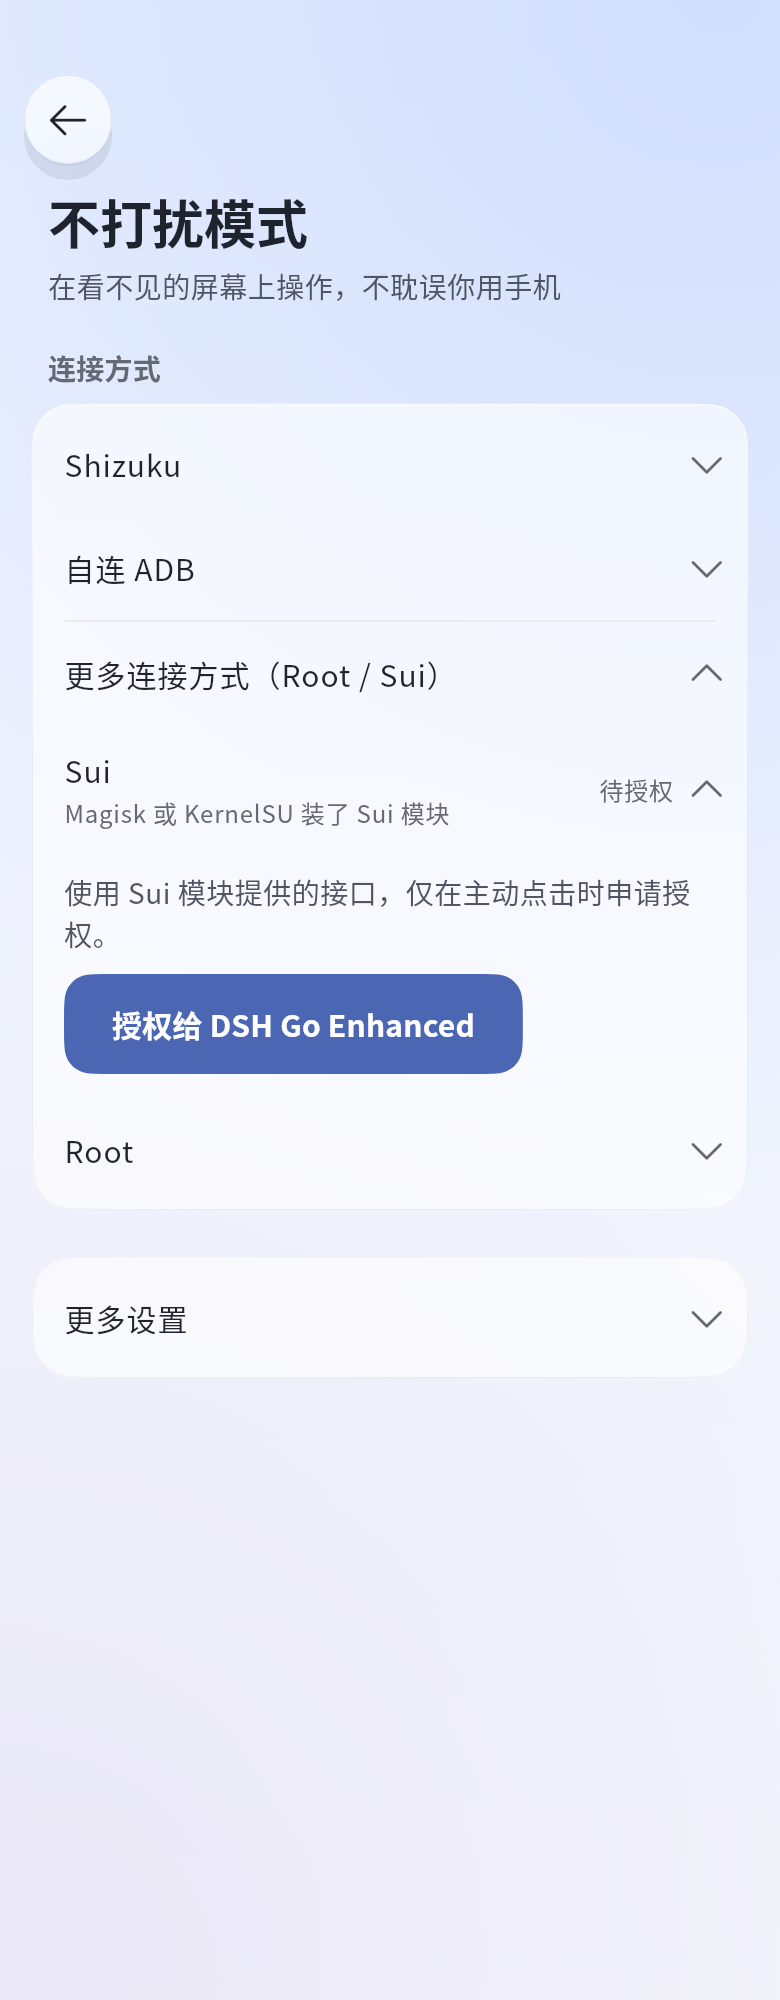 不打扰模式
在看不见的屏幕上操作，不耽误你用手机
连接方式
Shizuku
自连 ADB
更多连接方式（Root / Sui）
Sui
Magisk 或 KernelSU 装了 Sui 模块
待授权
使用 Sui 模块提供的接口，仅在主动点击时申请授
权。
授权给 DSH Go Enhanced
Root
更多设置